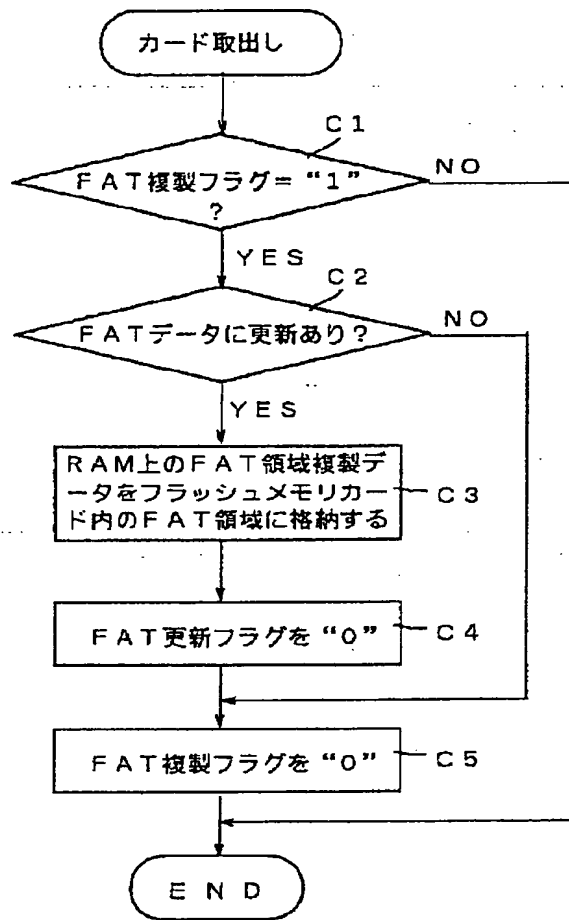 カード取出し
C1
FAT複製フラグ=“1”
?
NO
YES
C2
FATデータに更新あり?
NO
YES
RAM上のFAT領域複製デ
ータをフラッシュメモリカー
ド内のFAT領域に格納する
C3
FAT更新フラグを“0”
C4
FAT複製フラグを“0”
C5
END